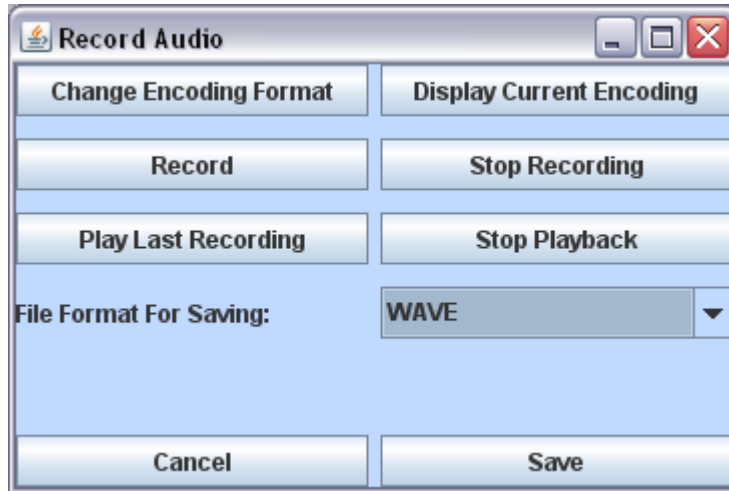 Record Audio
Change Encoding Format Display Current Encoding
Record Stop Recording
Play Last Recording Stop Playback
File Format For Saving: WAVE
Cancel Save